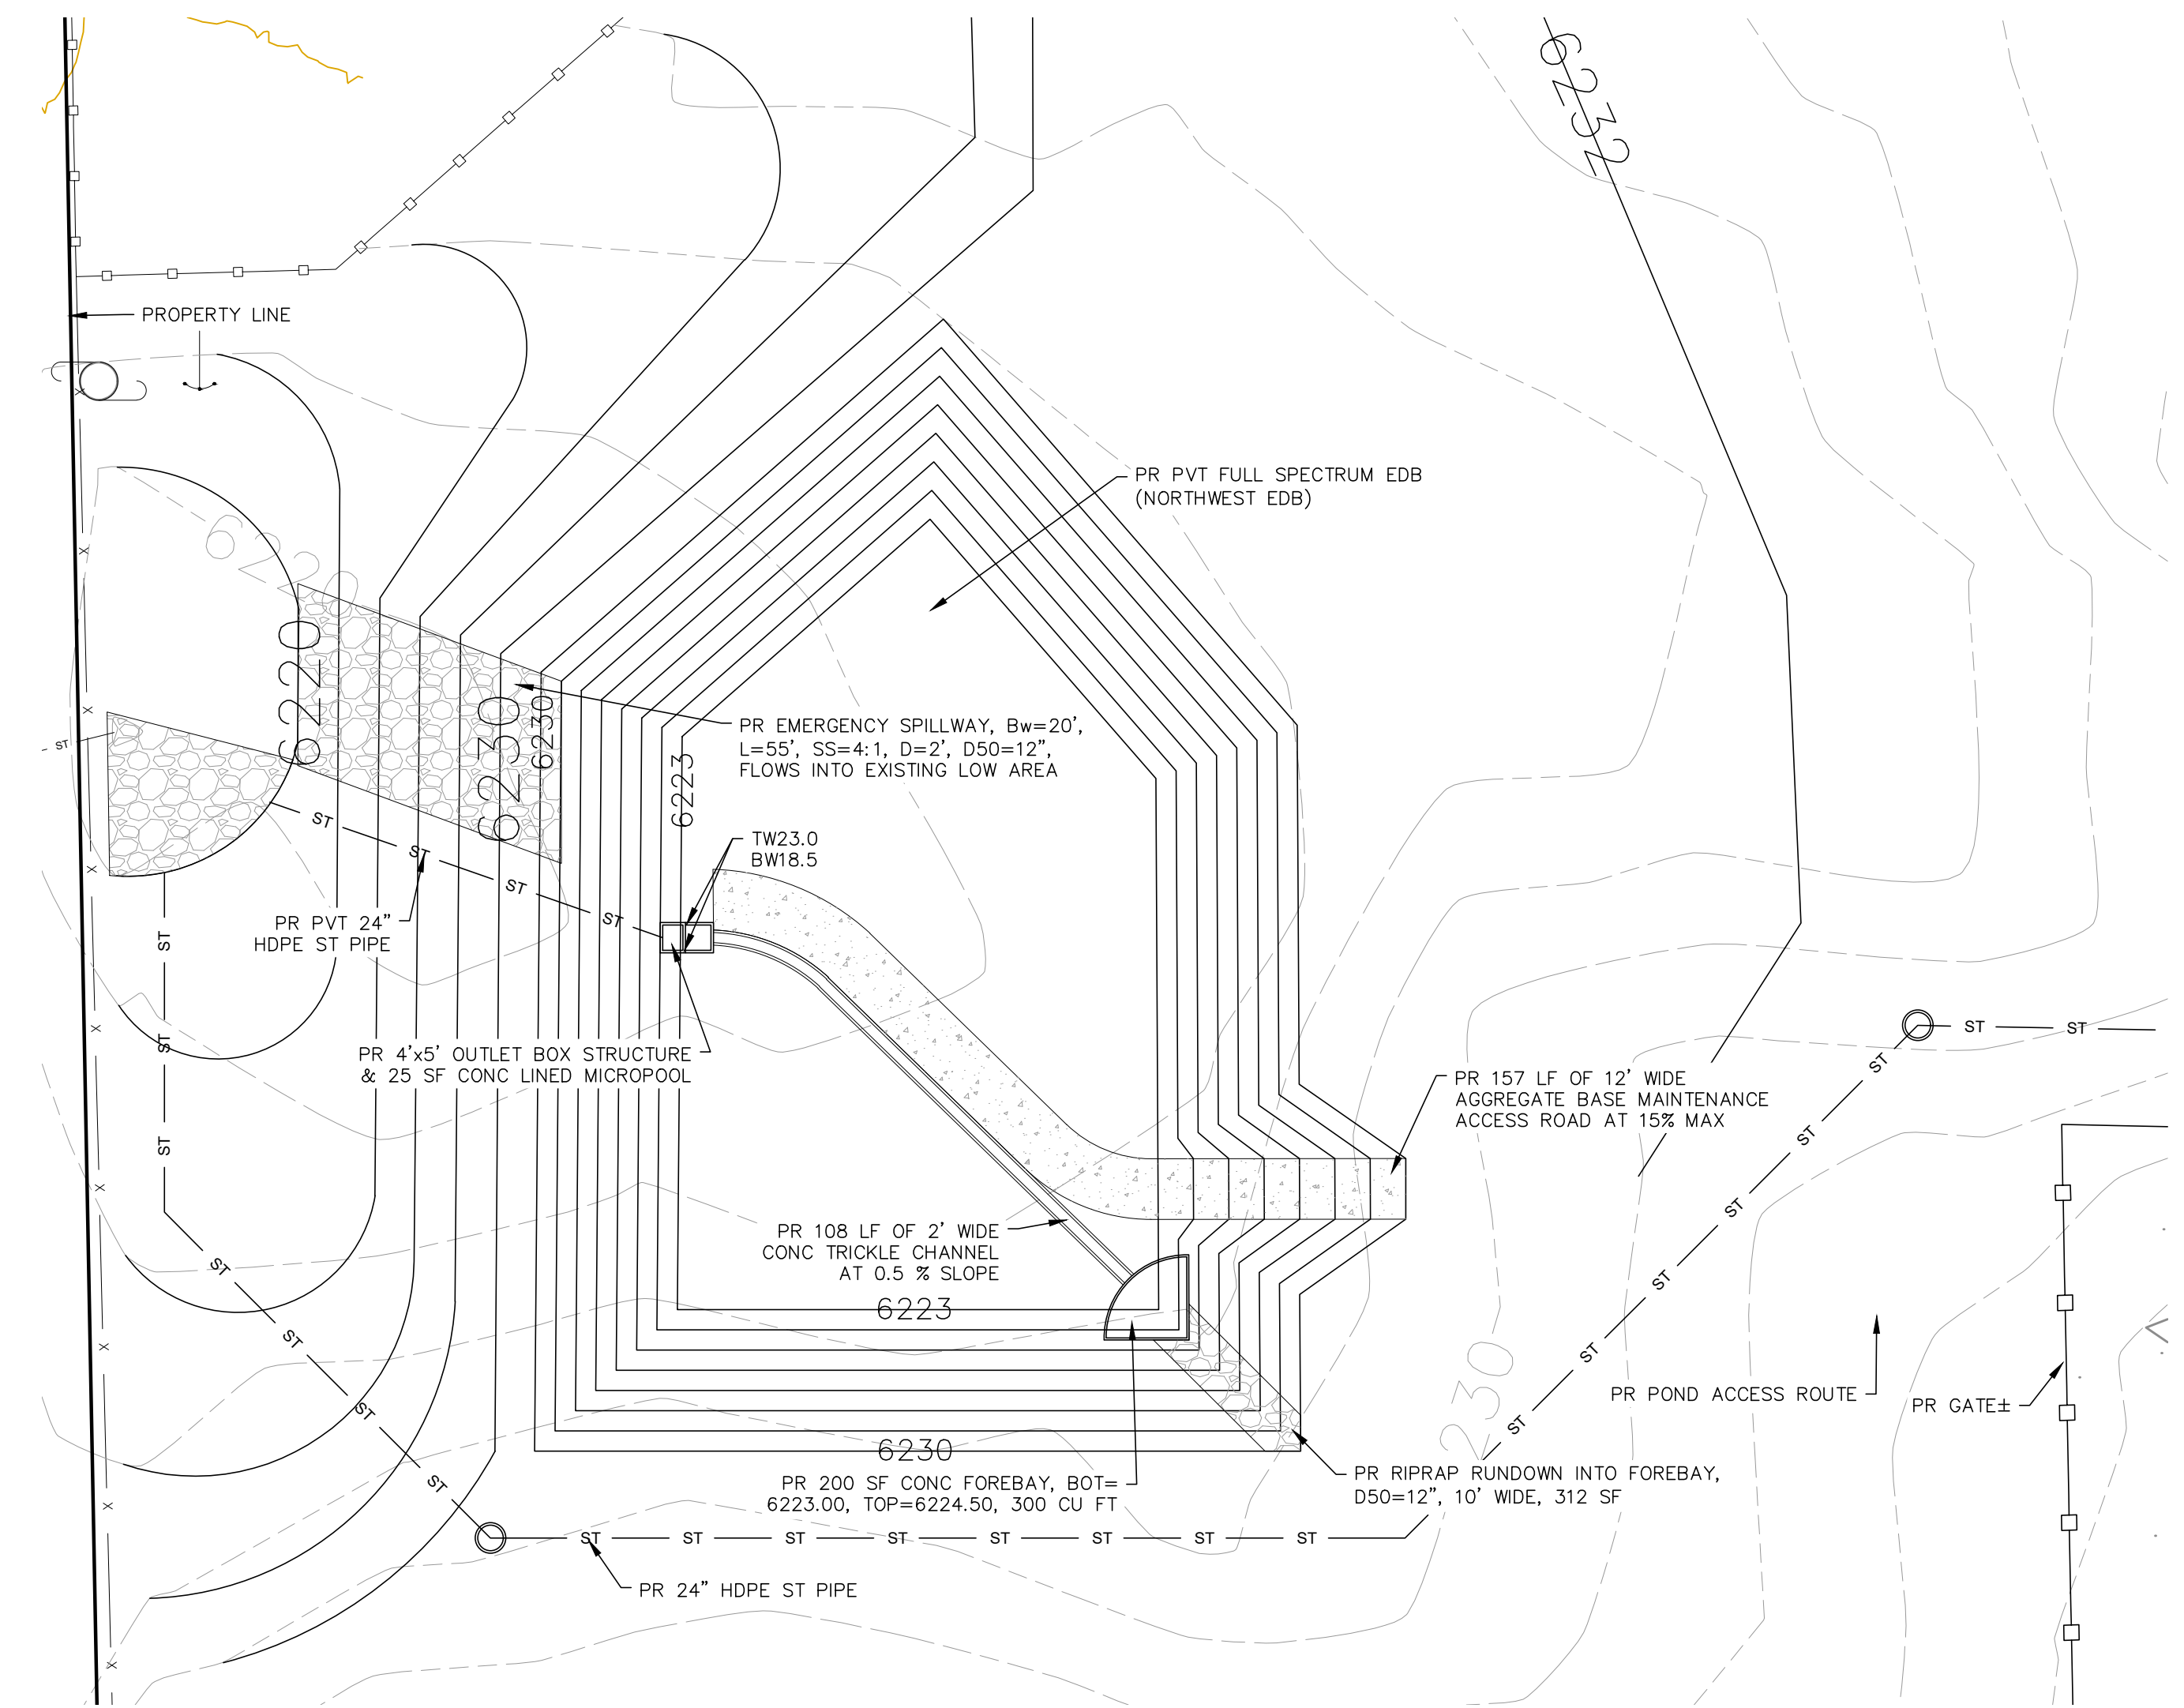 6232
PROPERTY LINE
PR PVT FULL SPECTRUM EDB
(NORTHWEST EDB)
6220
6220
6230
6230
6223
PR EMERGENCY SPILLWAY, Bw=20',
L=55', SS=4:1, D=2', D50=12",
FLOWS INTO EXISTING LOW AREA
ST
TW23.0
BW18.5
ST
ST
ST
ST
PR PVT 24"
HDPE ST PIPE
ST
ST
ST
PR 4'x5' OUTLET BOX STRUCTURE
& 25 SF CONC LINED MICROPOOL
ST
ST
ST
PR 157 LF OF 12' WIDE
AGGREGATE BASE MAINTENANCE
ACCESS ROAD AT 15% MAX
ST
ST
ST
ST
ST
PR 108 LF OF 2' WIDE
CONC TRICKLE CHANNEL
AT 0.5 % SLOPE
6223
ST
ST
ST
ST
6230
230
PR POND ACCESS ROUTE
PR GATE±
PR 200 SF CONC FOREBAY, BOT=
6223.00, TOP=6224.50, 300 CU FT
PR RIPRAP RUNDOWN INTO FOREBAY,
D50=12", 10' WIDE, 312 SF
ST ST ST ST ST ST ST ST
PR 24" HDPE ST PIPE
X
X
X
X
X
X
X
X
X